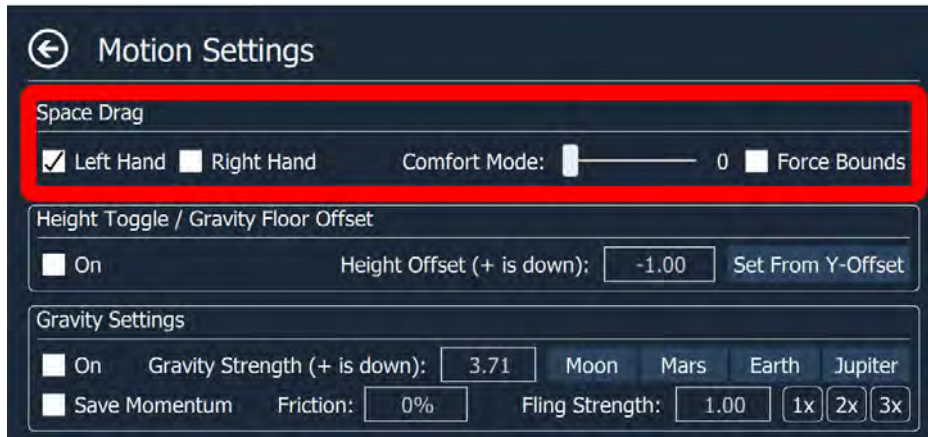 Motion Settings
Space Drag
Left Hand Right Hand Comfort Mode: 0 Force Bounds
Height Toggle / Gravity Floor Offset
On Height Offset (+ is down): -1.00 Set From Y-Offset
Gravity Settings
On Gravity Strength (+ is down): 3.71 Moon Mars Earth Jupiter
Save Momentum Friction: 0% Fling Strength: 1.00 1x 2x 3x